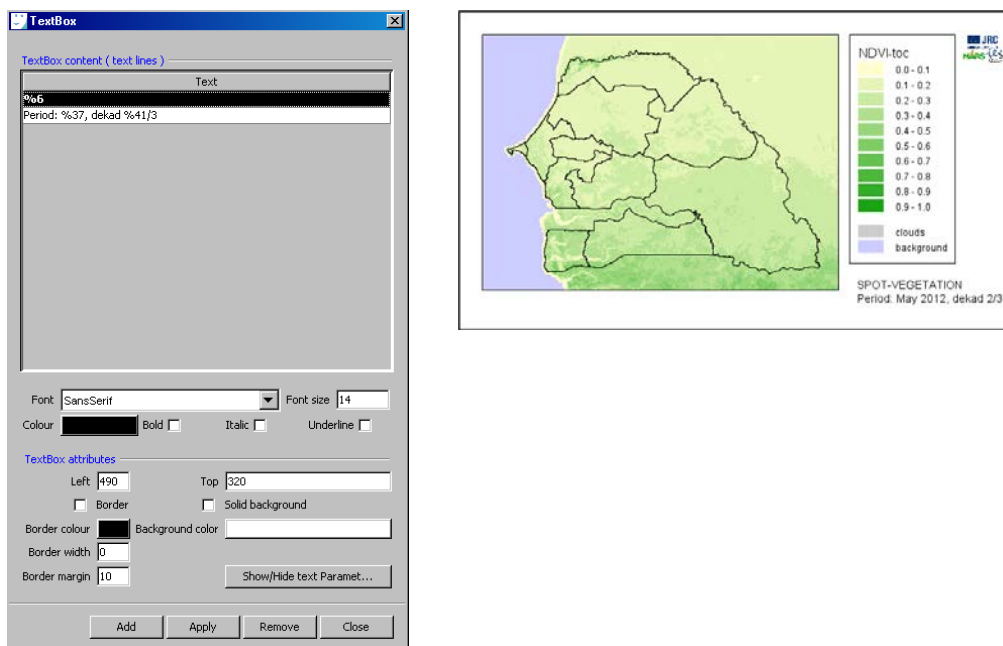 TextBox
TextBox content ( text lines )
Text
%6
Period: %37, dekad %41/3
Font SansSerif Font size 14
Colour Bold Italic Underline
TextBox attributes
Left 490 Top 320
Border Solid background
Border colour Background color
Border width 0
Border margin 10 Show/Hide text Paramet...
Add Apply Remove Close
JRC
NDVI-toc
0.0 - 0.1
0.1 - 0.2
0.2 - 0.3
0.3 - 0.4
0.4 - 0.5
0.5 - 0.6
0.6 - 0.7
0.7 - 0.8
0.8 - 0.9
0.9 - 1.0
clouds
background
SPOT-VEGETATION
Period: May 2012, dekad 2/3